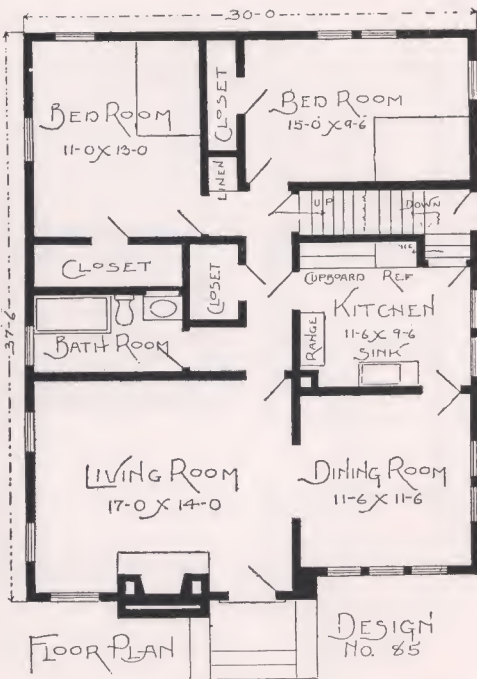 30-0
BED ROOM
11-0 X 13-0
CLOSET
BED ROOM
15-0 X 9-6
LINEN
UP
DOWN
CLOSET
CLOSET
CUPBOARD REF
KITCHEN
11-6 X 9-6
SINK
RANGE
BATH ROOM
37-6
LIVING ROOM
17-0 X 14-0
DINING ROOM
11-6 X 11-6
FLOOR PLAN
DESIGN
No. 85